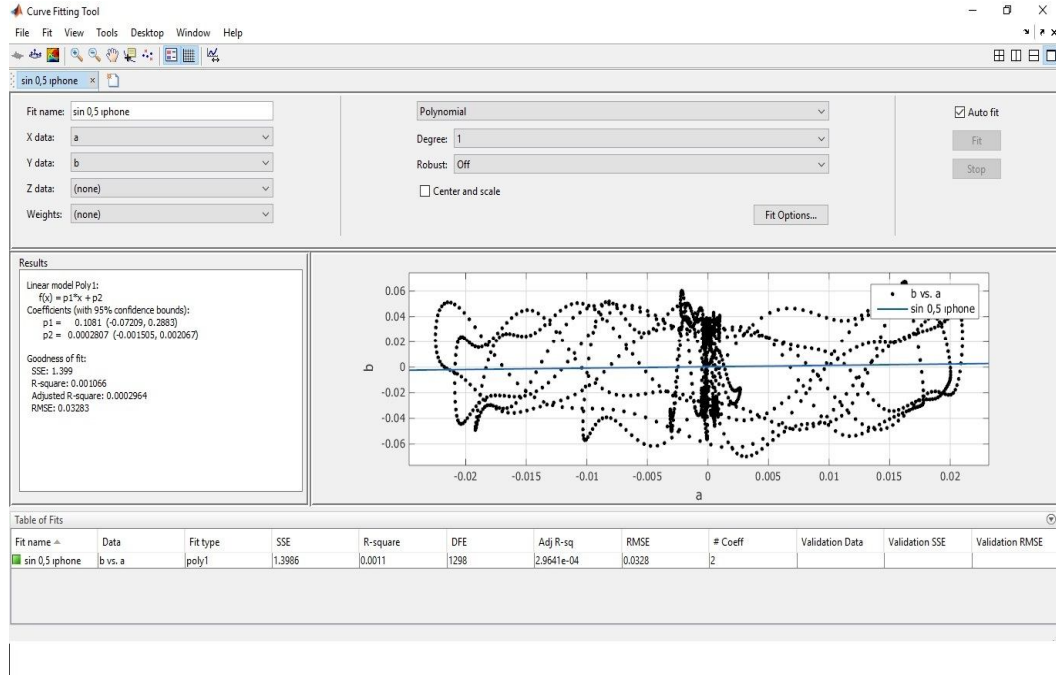 Curve Fitting Tool
File Fit View Tools Desktop Window Help
sin 0,5 ıphone ×
Fit name: sin 0,5 ıphone
X data: a
Y data: b
Z data: (none)
Weights: (none)
Polynomial
Degree: 1
Robust: Off
Center and scale
Fit Options...
Auto fit
Fit
Stop
Results
Linear model Poly1:
f(x) = p1*x + p2
Coefficients (with 95% confidence bounds):
p1 = 0.1081 (-0.07209, 0.2883)
p2 = 0.0002807 (-0.001505, 0.002067)
Goodness of fit:
SSE: 1.399
R-square: 0.001066
Adjusted R-square: 0.0002964
RMSE: 0.03283
b
0.06
0.04
0.02
0
-0.02
-0.04
-0.06
-0.02 -0.015 -0.01 -0.005 0 0.005 0.01 0.015 0.02
a
b vs. a
sin 0,5 ıphone
Table of Fits
Fit name Data Fit type SSE R-square DFE Adj R-sq RMSE # Coeff Validation Data Validation SSE Validation RMSE
sin 0,5 ıphone b vs. a poly1 1.3986 0.0011 1298 2.9641e-04 0.0328 2